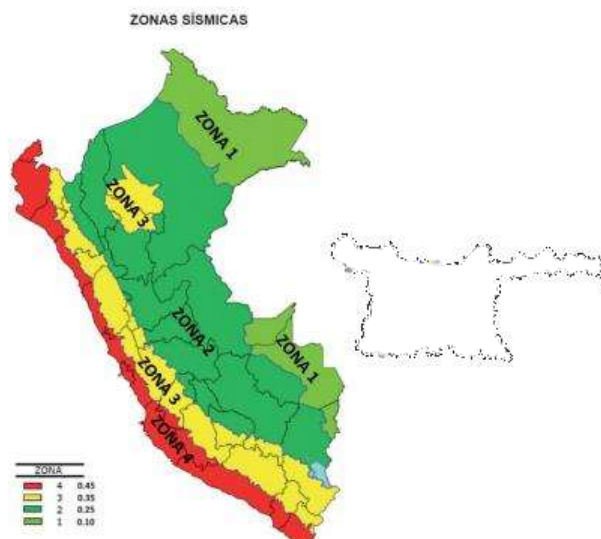 ZONAS SÍSMICAS
ZONA 1
ZONA 3
ZONA 2
ZONA 1
ZONA 3
ZONA 4
ZONA
4 0.45
3 0.35
2 0.25
1 0.10